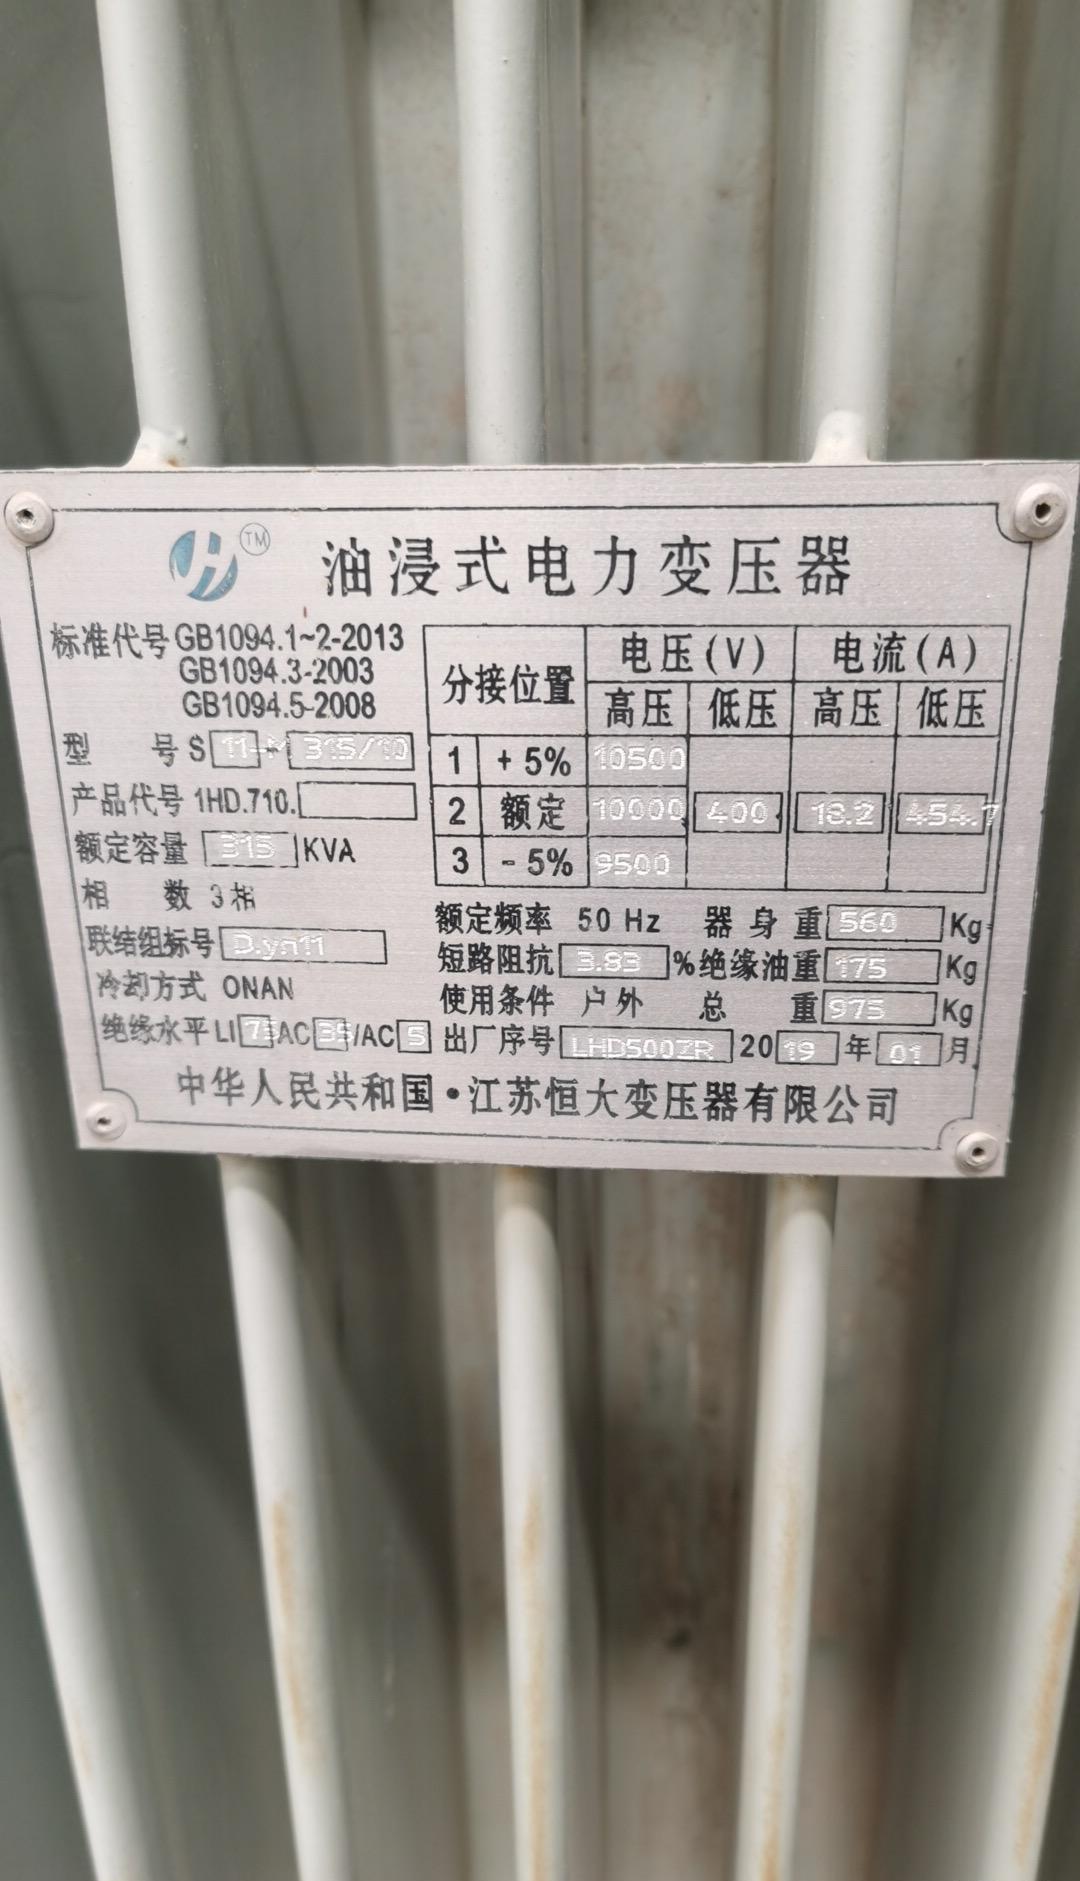 TM
油浸式电力变压器
标准代号 GB1094.1~2-2013
GB1094.3-2003
GB1094.5-2008
型 号 S 11-M 315/10
产品代号 1HD.710.
额定容量 315 KVA
相 数 3 相
联结组标号 D.yn11
冷却方式 ONAN
绝缘水平 LI 75 AC 35/AC 5
分接位置 电压(V) 电流(A)
高压 低压 高压 低压
1 +5% 10500
2 额定 10000 400 18.2 454.7
3 -5% 9500
额定频率 50 Hz 器身重 560 Kg
短路阻抗 3.83 % 绝缘油重 175 Kg
使用条件 户外 总 重 975 Kg
出厂序号 LHD500ZR 2019 年 01 月
中华人民共和国·江苏恒大变压器有限公司